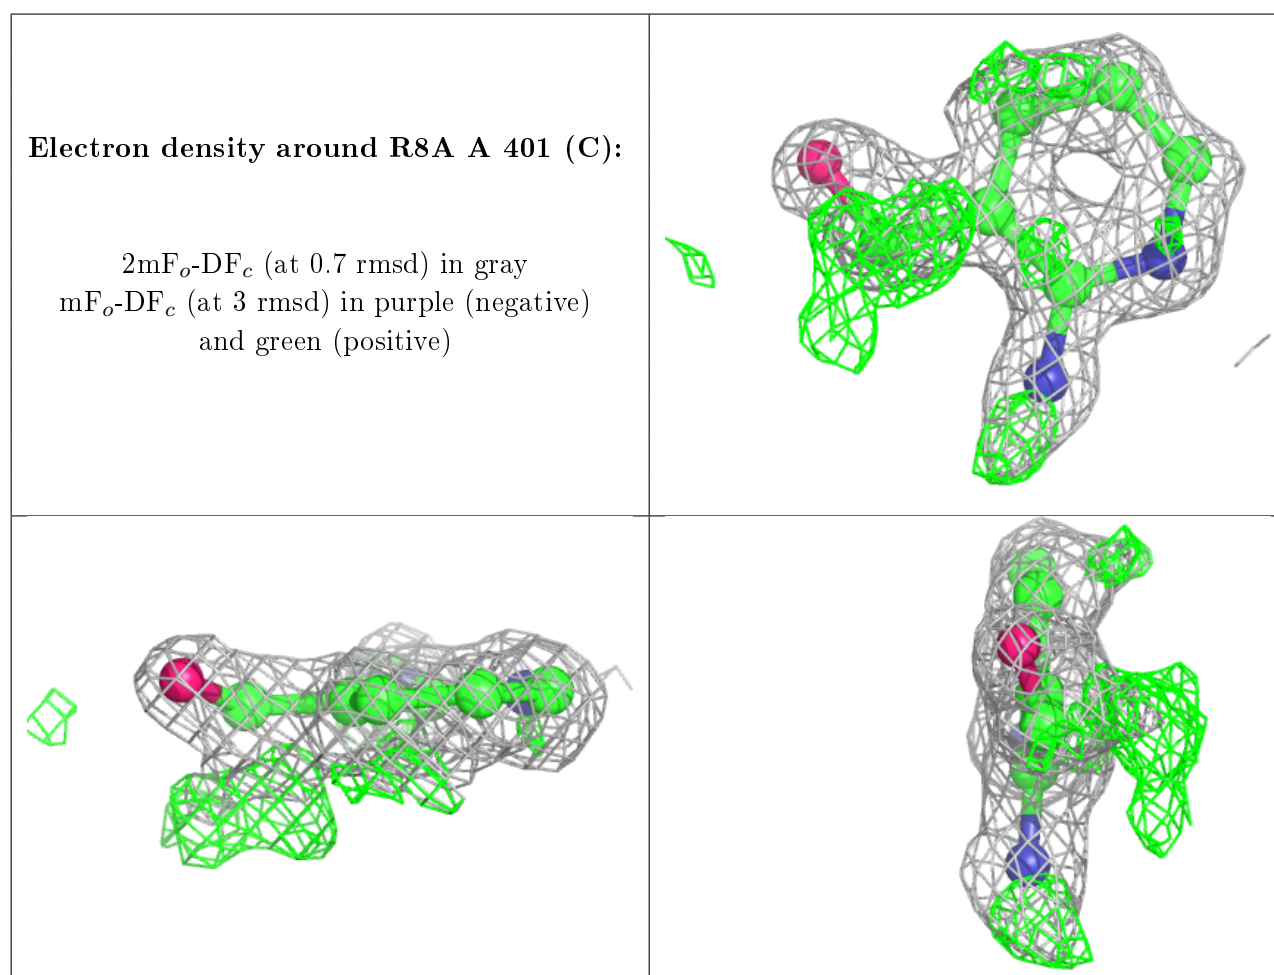 Electron density around R8A A 401 (C):
2mFo-DFc (at 0.7 rmsd) in gray
mFo-DFc (at 3 rmsd) in purple (negative)
and green (positive)